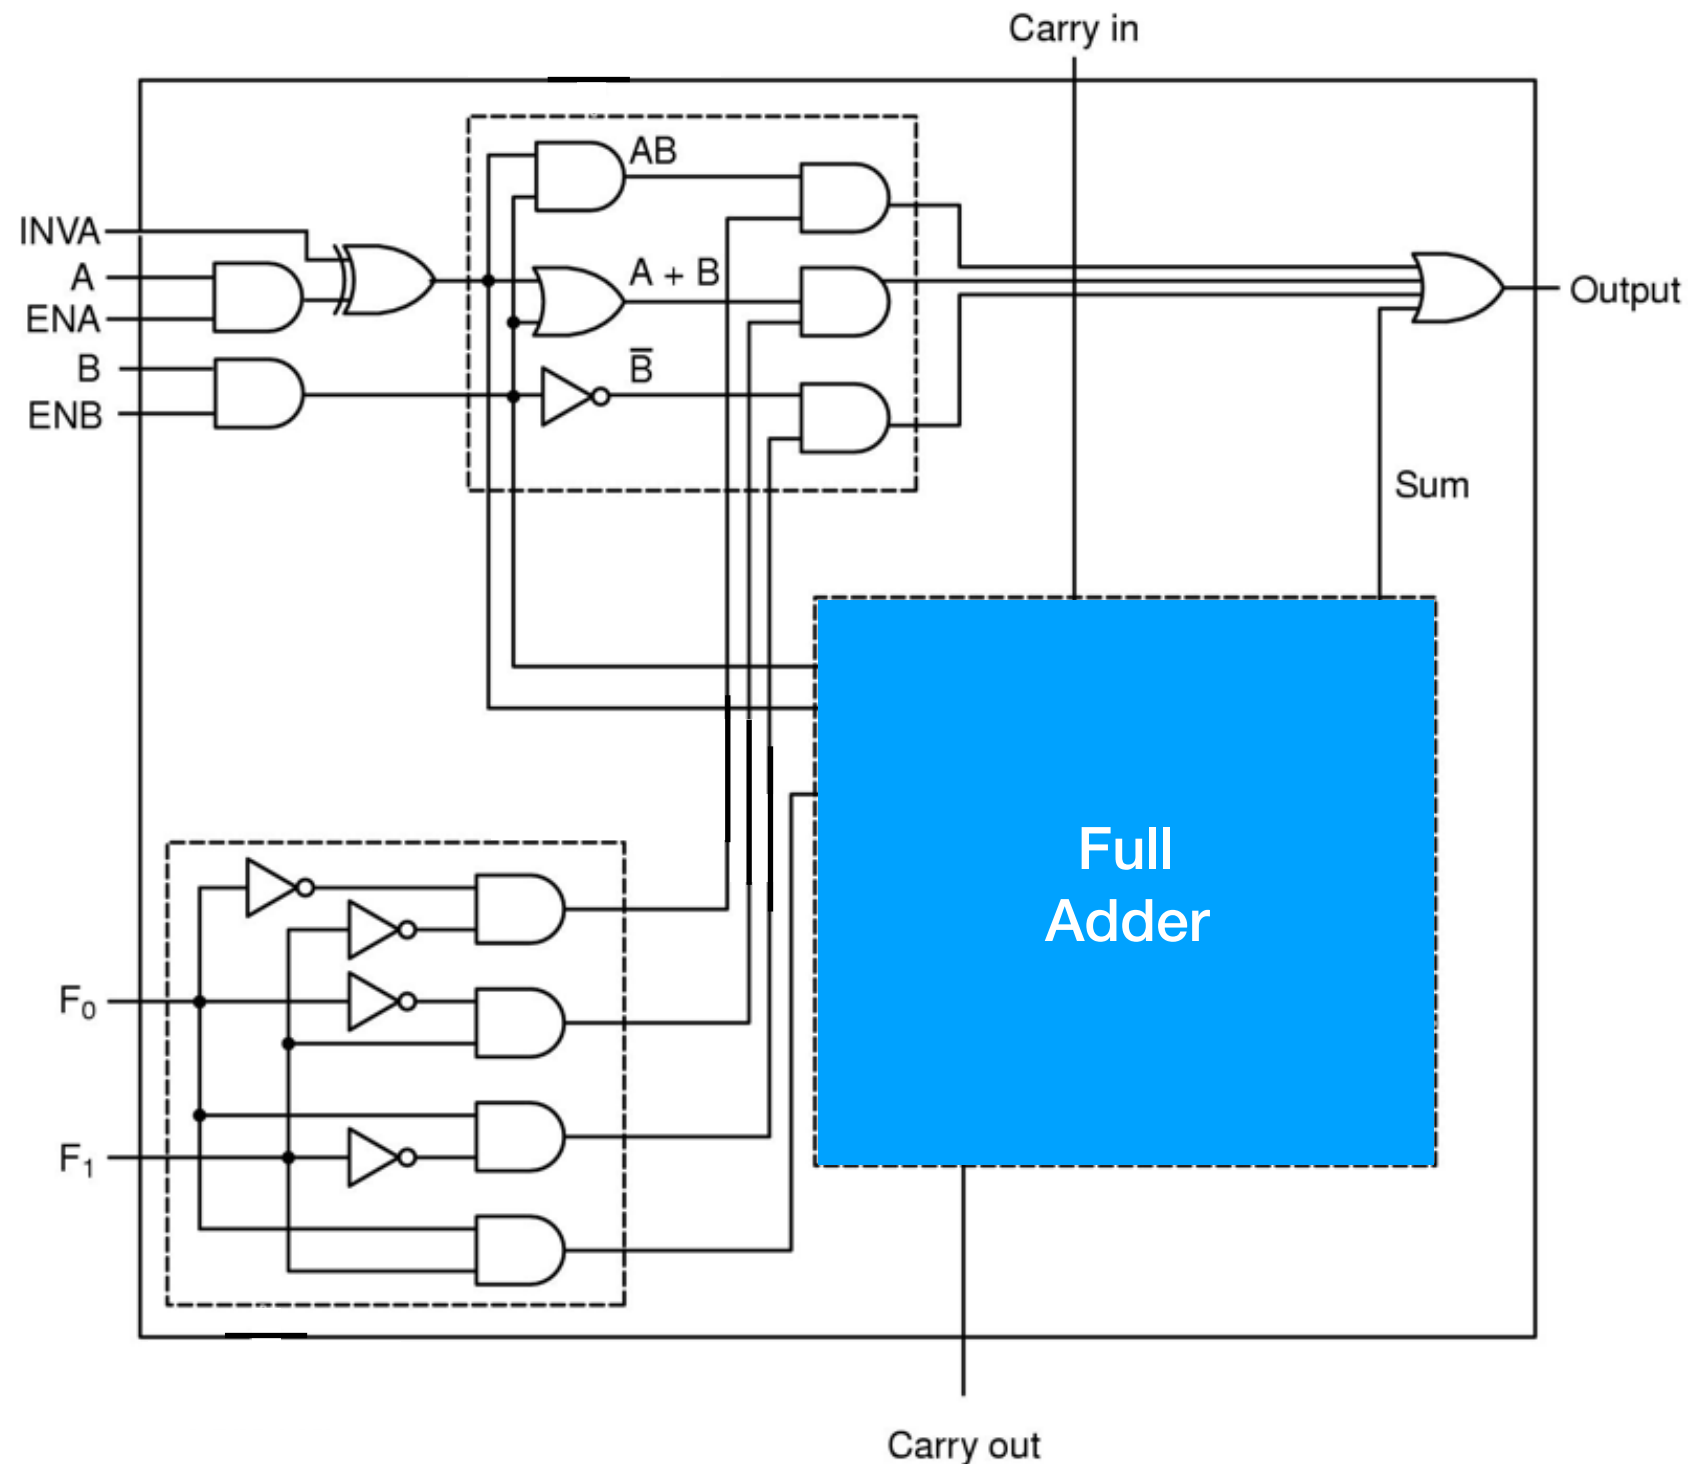 Carry in
AB
INVA
A
A + B
ENA
Output
B
B̅
ENB
Sum
Full
Adder
F₀
F₁
Carry out